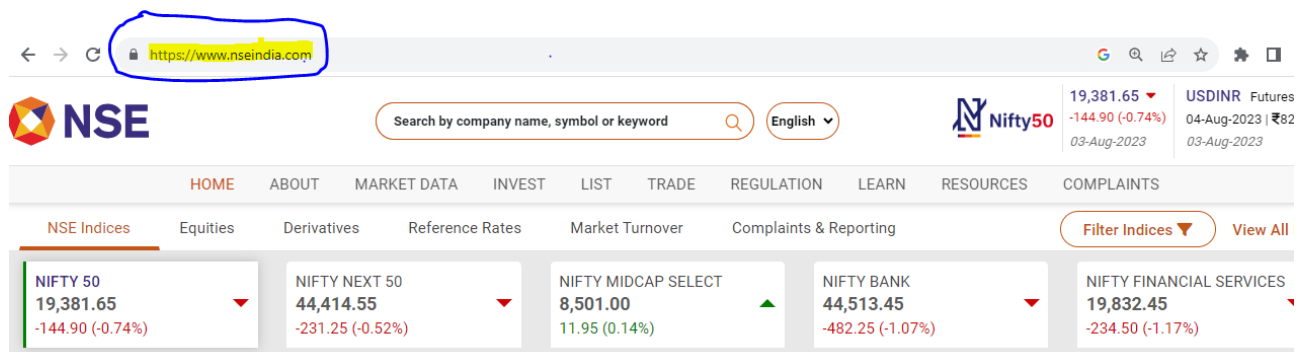 https://www.nseindia.com
NSE
Search by company name, symbol or keyword
English
Nifty50
19,381.65
-144.90 (-0.74%)
03-Aug-2023
USDINR Futures
04-Aug-2023 | ₹82
03-Aug-2023
HOME ABOUT MARKET DATA INVEST LIST TRADE REGULATION LEARN RESOURCES COMPLAINTS
NSE Indices Equities Derivatives Reference Rates Market Turnover Complaints & Reporting Filter Indices View All
NIFTY 50
19,381.65
-144.90 (-0.74%)
NIFTY NEXT 50
44,414.55
-231.25 (-0.52%)
NIFTY MIDCAP SELECT
8,501.00
11.95 (0.14%)
NIFTY BANK
44,513.45
-482.25 (-1.07%)
NIFTY FINANCIAL SERVICES
19,832.45
-234.50 (-1.17%)